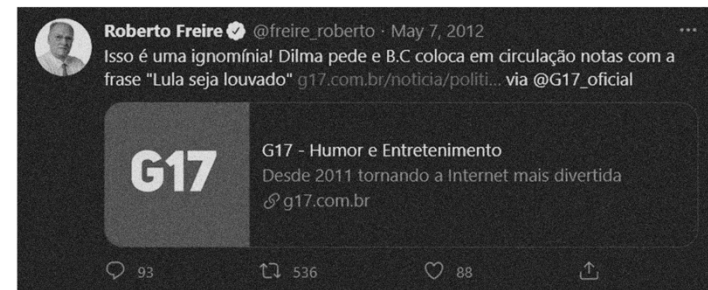 Roberto Freire @freire_roberto · May 7, 2012
Isso é uma ignomínia! Dilma pede e B.C coloca em circulação notas com a
frase "Lula seja louvado" g17.com.br/noticia/politi... via @G17_oficial
G17
G17 - Humor e Entretenimento
Desde 2011 tornando a Internet mais divertida
g17.com.br
93 536 88